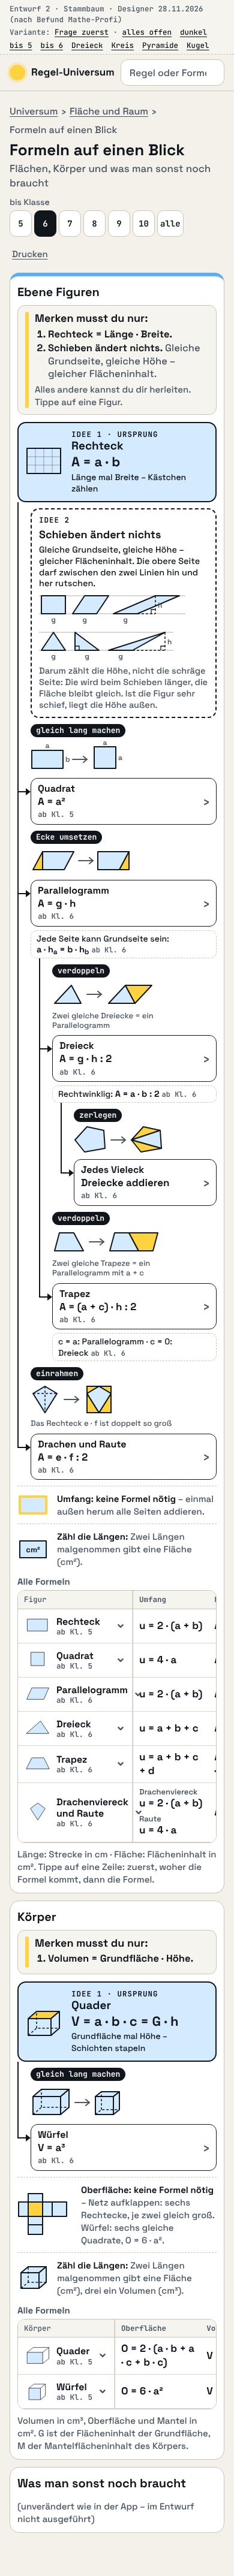 Entwurf 2 · Stammbaum · Designer 28.11.2026
(nach Befund Mathe-Profi)
Variante: Frage zuerst · alles offen dunkel
bis 5 bis 6 Dreieck Kreis Pyramide Kugel
Regel-Universum
Regel oder Form
Universum > Fläche und Raum >
Formeln auf einen Blick
Formeln auf einen Blick
Flächen, Körper und was man sonst noch
braucht
bis Klasse
5 6 7 8 9 10 alle
Drucken
Ebene Figuren
Merken musst du nur:
1. Rechteck = Länge · Breite.
2. Schieben ändert nichts. Gleiche
Grundseite, gleiche Höhe –
gleicher Flächeninhalt.
Alles andere kannst du dir herleiten.
Tippe auf eine Figur.
IDEE 1 · URSPRUNG
Rechteck
A = a · b
Länge mal Breite – Kästchen
zählen
IDEE 2
Schieben ändert nichts
Gleiche Grundseite, gleiche Höhe –
gleicher Flächeninhalt. Die obere Seite
darf zwischen den zwei Linien hin und
her rutschen.
h
g g g
h
g g g
Darum zählt die Höhe, nicht die schräge
Seite: Die wird beim Schieben länger, die
Fläche bleibt gleich. Ist die Figur sehr
schief, liegt die Höhe außen.
gleich lang machen
a a
b a
Quadrat
A = a²
ab Kl. 5
>
Ecke umsetzen
Parallelogramm
A = g · h
ab Kl. 6
>
Jede Seite kann Grundseite sein:
a · hₐ = b · h_b ab Kl. 6
verdoppeln
Zwei gleiche Dreiecke = ein
Parallelogramm
Dreieck
A = g · h : 2
ab Kl. 6
>
Rechtwinklig: A = a · b : 2 ab Kl. 6
zerlegen
Jedes Vieleck
Dreiecke addieren
ab Kl. 6
>
verdoppeln
Zwei gleiche Trapeze = ein
Parallelogramm mit a + c
Trapez
A = (a + c) · h : 2
ab Kl. 6
>
c = a: Parallelogramm · c = 0:
Dreieck ab Kl. 6
einrahmen
Das Rechteck e · f ist doppelt so groß
Drachen und Raute
A = e · f : 2
ab Kl. 6
>
Umfang: keine Formel nötig – einmal
außen herum alle Seiten addieren.
cm²
Zähl die Längen: Zwei Längen
malgenommen gibt eine Fläche
(cm²).
Alle Formeln
Figur Umfang
Rechteck
ab Kl. 5
u = 2 · (a + b)
Quadrat
ab Kl. 5
u = 4 · a
Parallelogramm
ab Kl. 6
u = 2 · (a + b)
Dreieck
ab Kl. 6
u = a + b + c
Trapez
ab Kl. 6
u = a + b + c
+ d
Drachenviereck
und Raute
ab Kl. 6
Drachenviereck
u = 2 · (a + b)
Raute
u = 4 · a
Länge: Strecke in cm · Fläche: Flächeninhalt in
cm². Tippe auf eine Zeile: zuerst, woher die
Formel kommt, dann die Formel.
Körper
Merken musst du nur:
1. Volumen = Grundfläche · Höhe.
IDEE 1 · URSPRUNG
Quader
V = a · b · c = G · h
Grundfläche mal Höhe –
Schichten stapeln
gleich lang machen
Würfel
V = a³
ab Kl. 6
>
Oberfläche: keine Formel nötig
– Netz aufklappen: sechs
Rechtecke, je zwei gleich groß.
Würfel: sechs gleiche
Quadrate, O = 6 · a².
Zähl die Längen: Zwei Längen
malgenommen gibt eine Fläche
(cm²), drei ein Volumen (cm³).
Alle Formeln
Körper Oberfläche Vo
Quader
ab Kl. 5
O = 2 · (a · b + a
· c + b · c)
V
Würfel
ab Kl. 5
O = 6 · a²
V
Volumen in cm³, Oberfläche und Mantel in
cm². G ist der Flächeninhalt der Grundfläche,
M der Mantelflächeninhalt des Körpers.
Was man sonst noch braucht
(unverändert wie in der App – im Entwurf
nicht ausgeführt)